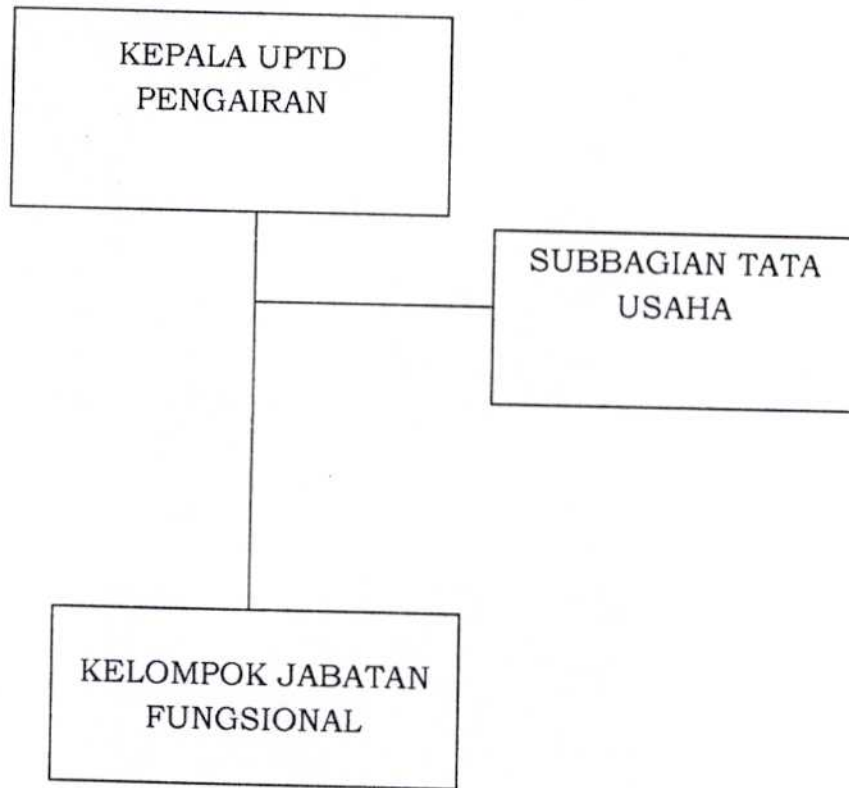 KEPALA UPTD
PENGAIRAN
SUBBAGIAN TATA
USAHA
KELOMPOK JABATAN
FUNGSIONAL